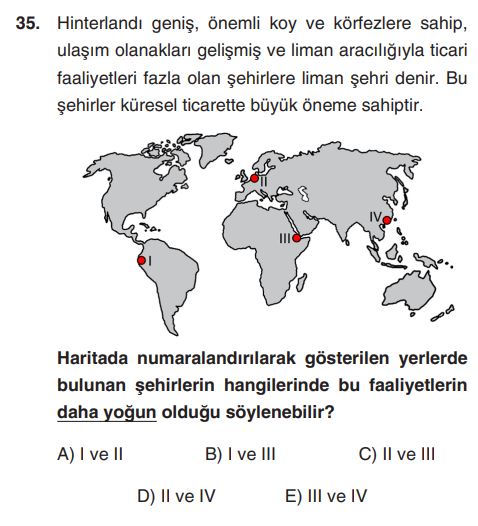 35. Hinterlandı geniş, önemli koy ve körfezlere sahip,
ulaşım olanakları gelişmiş ve liman aracılığıyla ticari
faaliyetleri fazla olan şehirlere liman şehri denir. Bu
şehirler küresel ticarette büyük öneme sahiptir.
II
IV
III
I
Haritada numaralandırılarak gösterilen yerlerde
bulunan şehirlerin hangilerinde bu faaliyetlerin
daha yoğun olduğu söylenebilir?
A) I ve II B) I ve III C) II ve III
D) II ve IV E) III ve IV